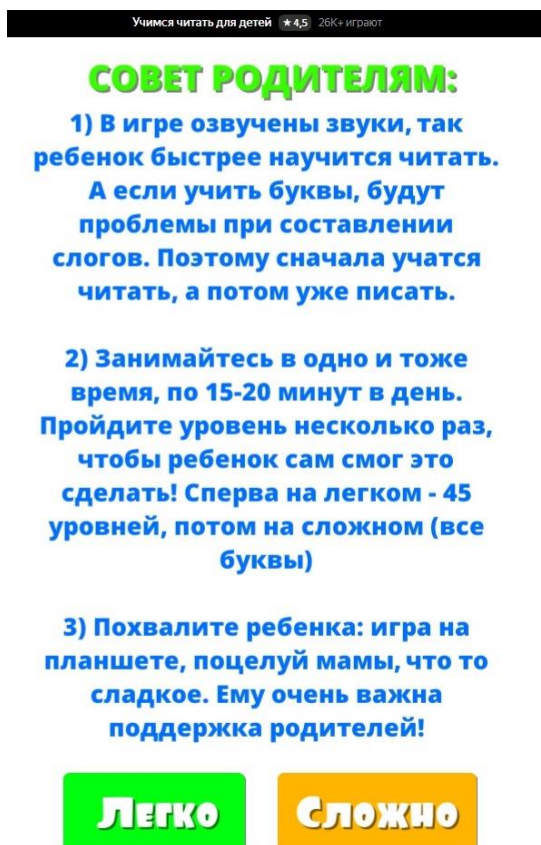 Учимся читать для детей ★ 4,5 26K+ играют
СОВЕТ РОДИТЕЛЯМ:
1) В игре озвучены звуки, так
ребенок быстрее научится читать.
А если учить буквы, будут
проблемы при составлении
слогов. Поэтому сначала учатся
читать, а потом уже писать.
2) Занимайтесь в одно и тоже
время, по 15-20 минут в день.
Пройдите уровень несколько раз,
чтобы ребенок сам смог это
сделать! Сперва на легком - 45
уровней, потом на сложном (все
буквы)
3) Похвалите ребенка: игра на
планшете, поцелуй мамы, что то
сладкое. Ему очень важна
поддержка родителей!
Легко Сложно